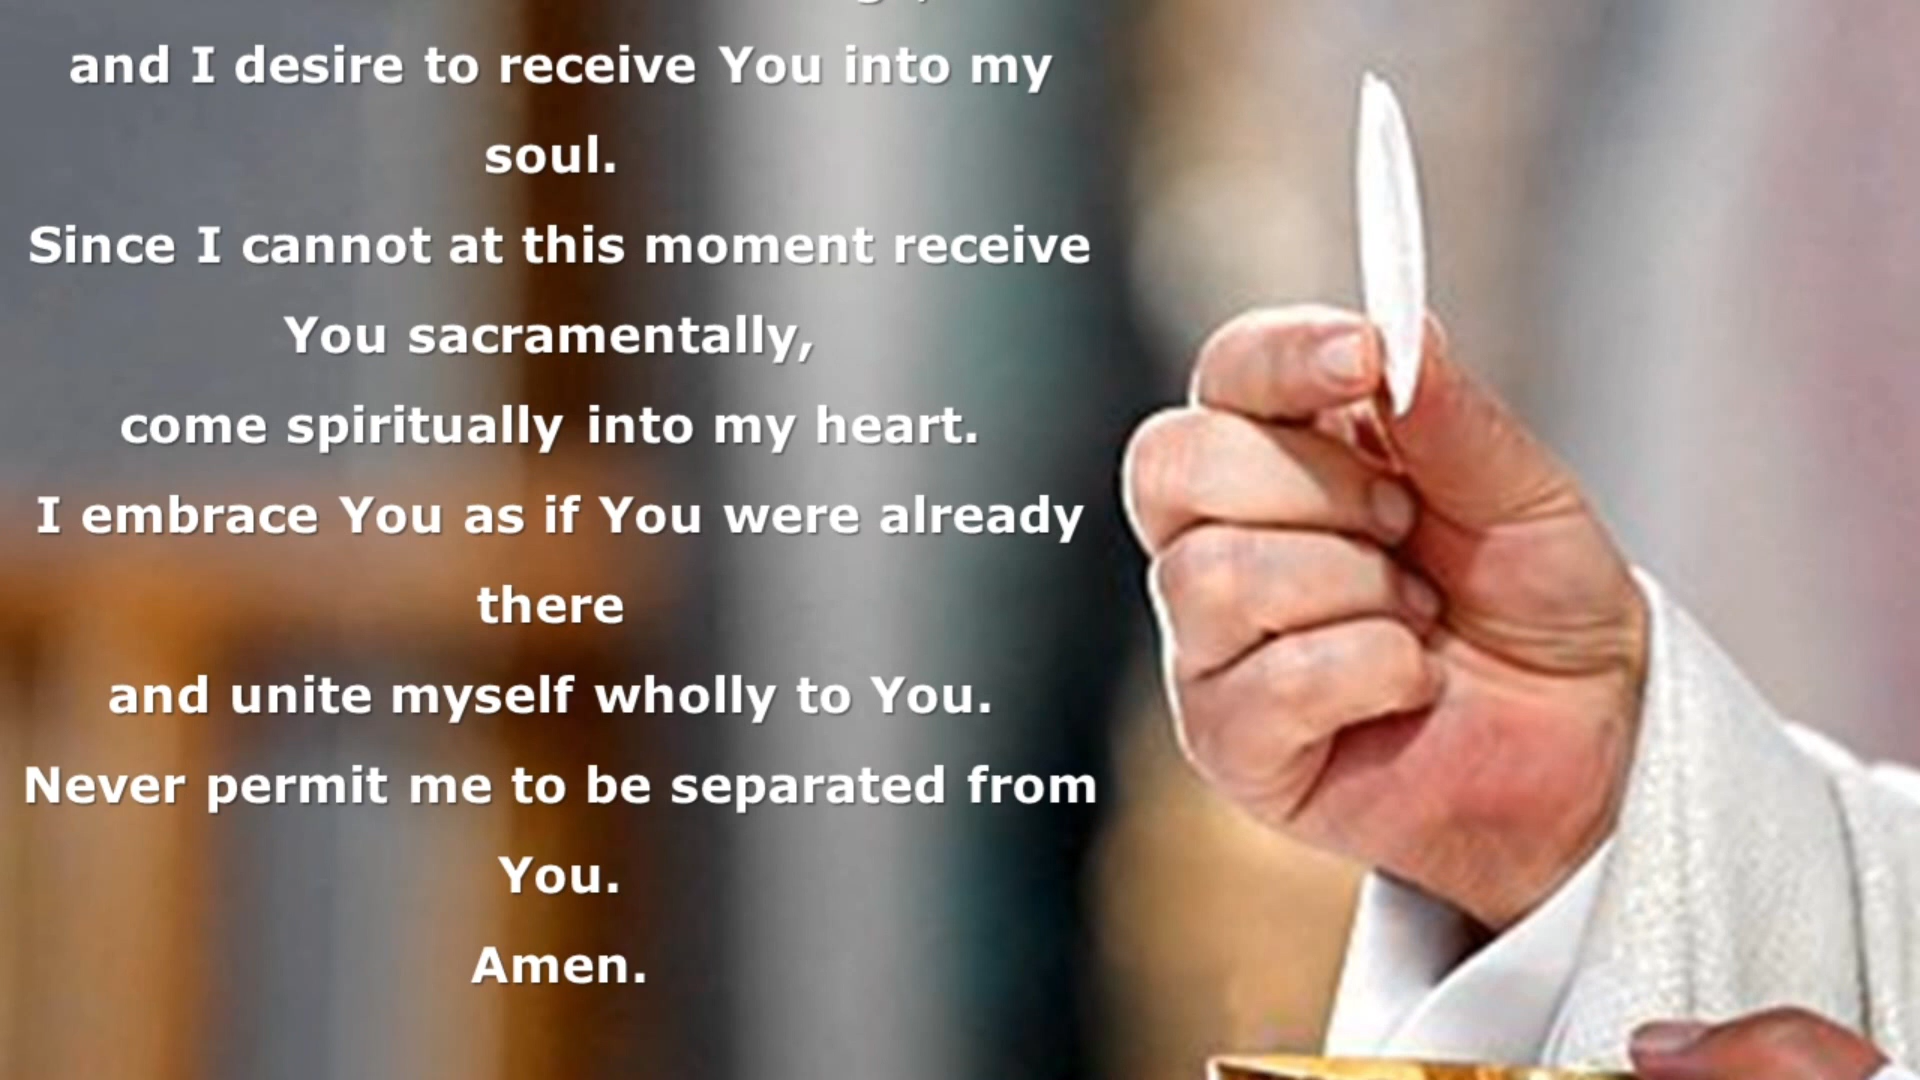 and I desire to receive You into my
soul.
Since I cannot at this moment receive
You sacramentally,
come spiritually into my heart.
I embrace You as if You were already
there
and unite myself wholly to You.
Never permit me to be separated from
You.
Amen.